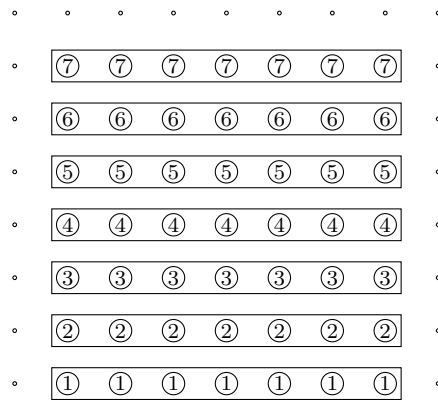 7 7 7 7 7 7 7
6 6 6 6 6 6 6
5 5 5 5 5 5 5
4 4 4 4 4 4 4
3 3 3 3 3 3 3
2 2 2 2 2 2 2
1 1 1 1 1 1 1